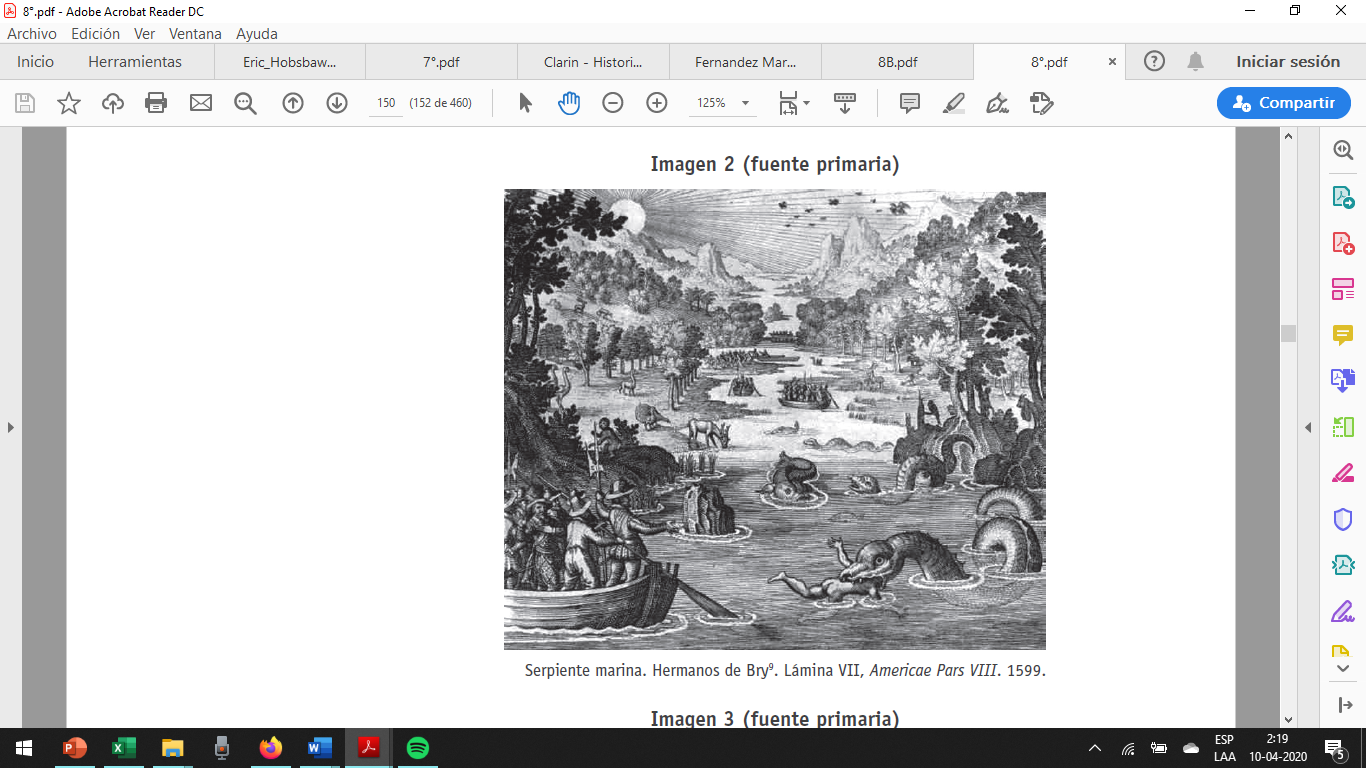 8°.pdf - Adobe Acrobat Reader DC
Archivo Edición Ver Ventana Ayuda
Inicio Herramientas Eric_Hobsbaw... 7°.pdf Clarin - Histori... Fernandez Mar... 8B.pdf 8°.pdf Iniciar sesión
150 (152 de 460) 125% Compartir
Imagen 2 (fuente primaria)
Serpiente marina. Hermanos de Bry⁹. Lámina VII, Americae Pars VIII. 1599.
Imagen 3 (fuente primaria)
ESP 2:19
LAA 10-04-2020 5